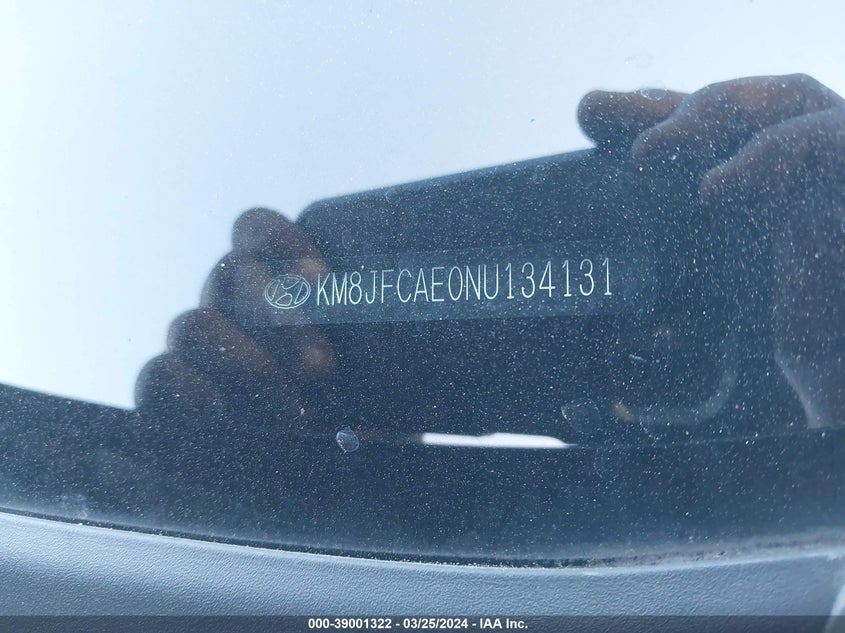 KM8JFCAE0NU134131
000-39001322 / 03/25/2024 - IAA Inc.